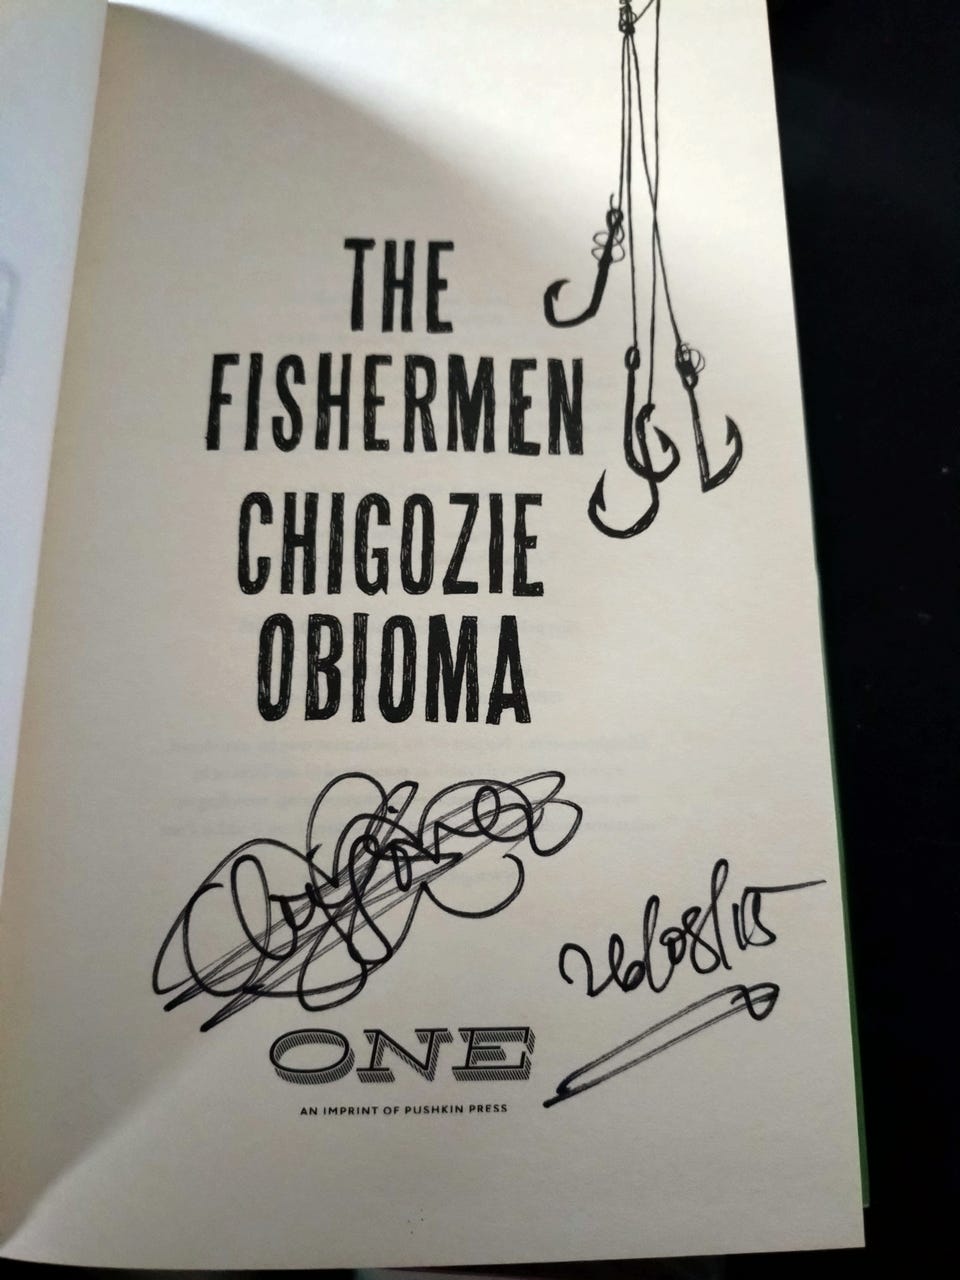 THE
FISHERMEN
CHIGOZIE
OBIOMA
26/08/15
ONE
AN IMPRINT OF PUSHKIN PRESS